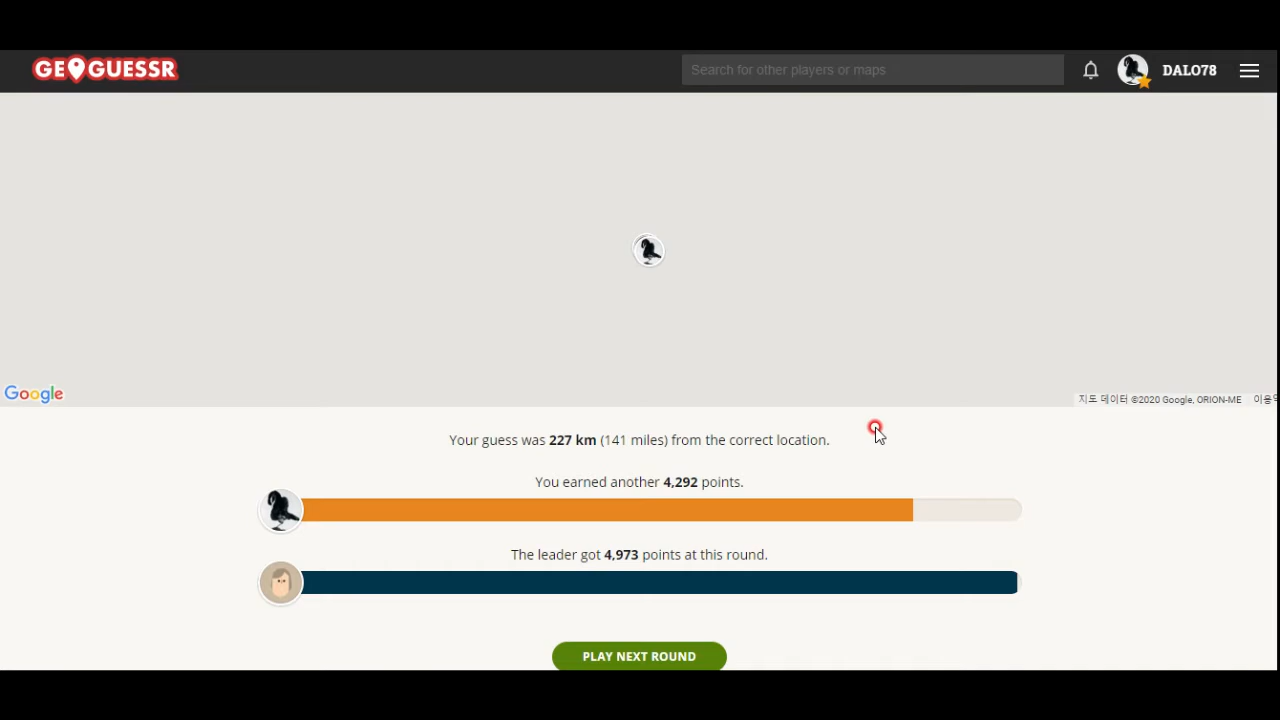 GEOGUESSR
Search for other players or maps
DALO78
Google
지도 데이터 ©2020 Google, ORION-ME
Your guess was 227 km (141 miles) from the correct location.
You earned another 4,292 points.
The leader got 4,973 points at this round.
PLAY NEXT ROUND